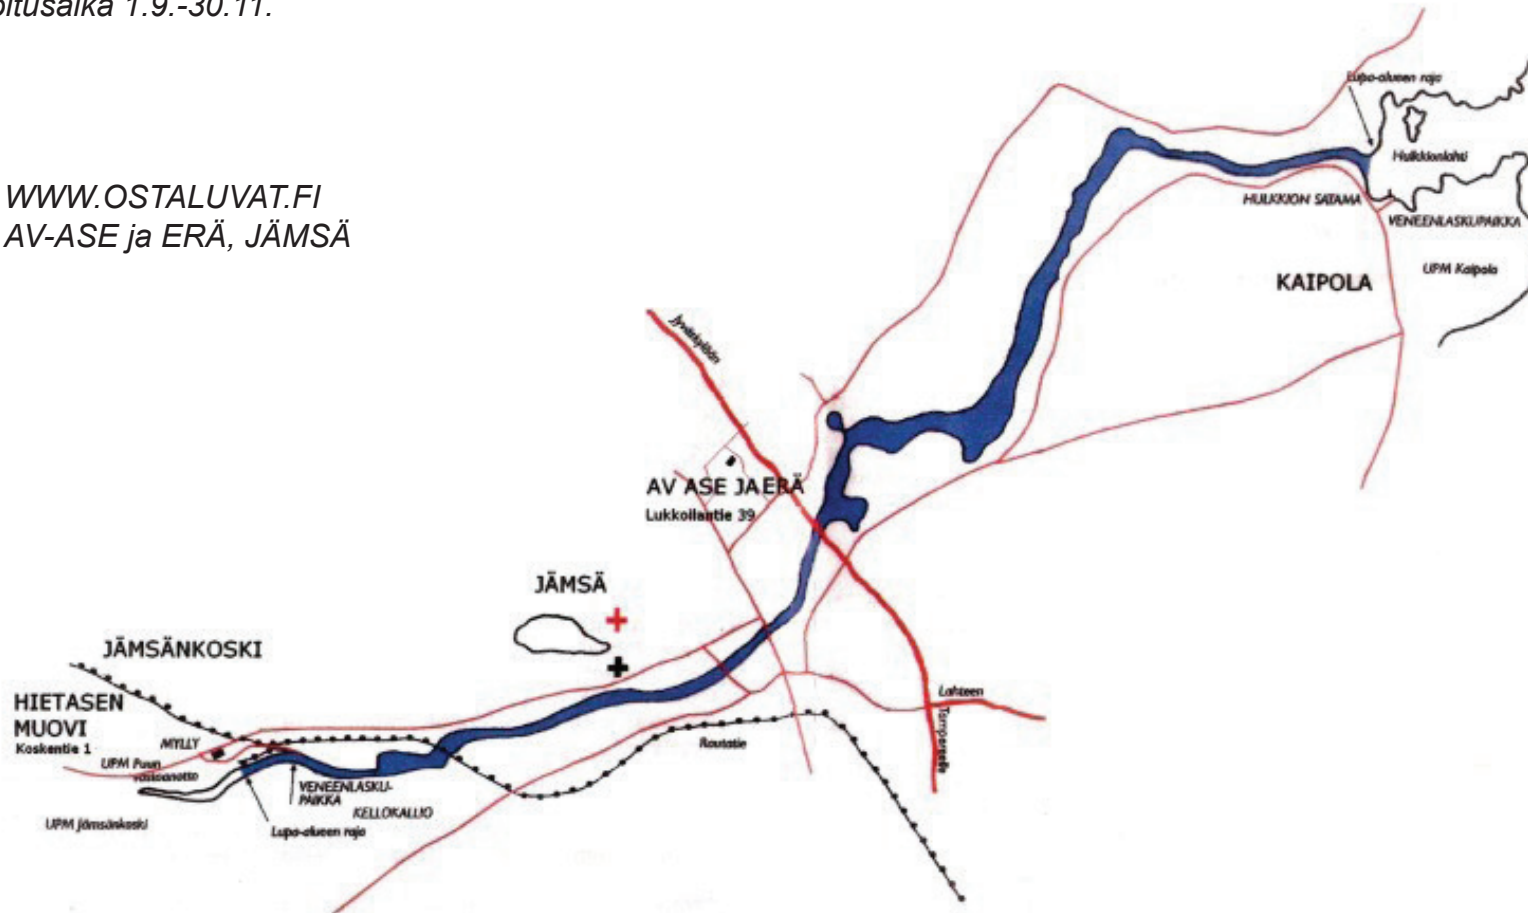 1.9.-30.11.
WWW.OSTALUVAT.FI
AV-ASE ja ERÄ, JÄMSÄ
Lupa-alueen raja
Hulkkionlahti
HULKKION SATAMA
VENEENLASKUPAIKKA
KAIPOLA
UPM Kaipola
Jyväskylään
AV ASE JA ERÄ
Lukkoilantie 39
JÄMSÄ
JÄMSÄNKOSKI
HIETASEN
MUOVI
Koskentie 1
MYLLY
UPM Puun
vastaanotto
UPM Jämsänkoski
VENEENLASKU-
PAIKKA
KELLOKALLIO
Lupa-alueen raja
Rautatie
Lahteen
Tampereelle